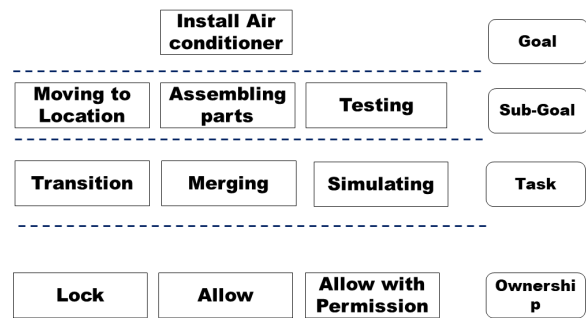 Install Air
conditioner
Goal
Moving to
Location
Assembling
parts
Testing
Sub-Goal
Transition
Merging
Simulating
Task
Lock
Allow
Allow with
Permission
Ownershi
p